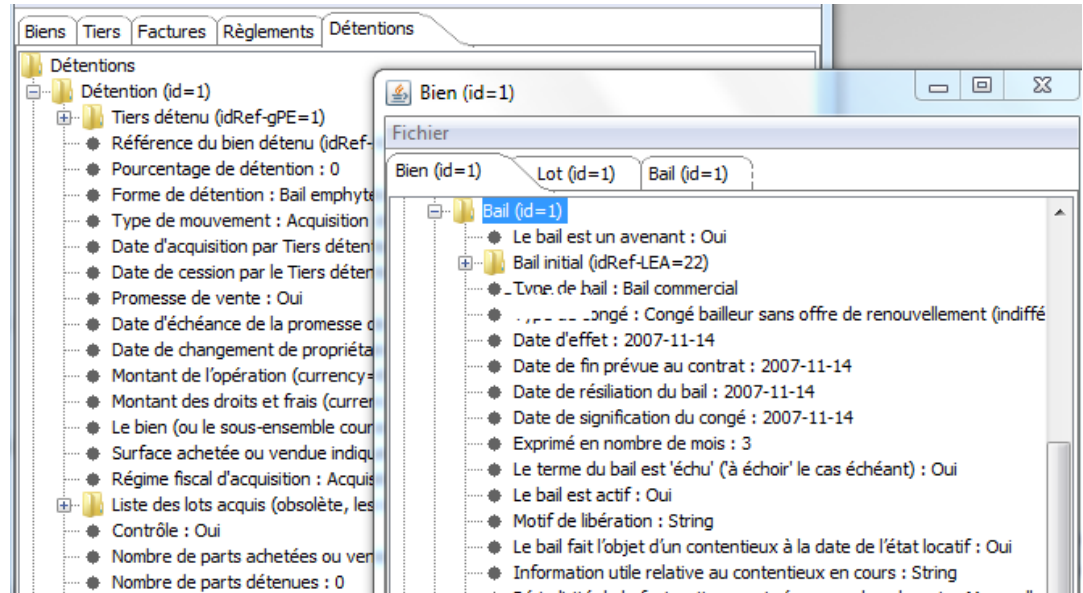 Biens Tiers Factures Règlements Détentions
Détentions
Détention (id=1)
Tiers détenu (idRef-gPE=1)
Référence du bien détenu (idRef-
Pourcentage de détention : 0
Forme de détention : Bail emphyté
Type de mouvement : Acquisition
Date d'acquisition par Tiers déten
Date de cession par le Tiers déten
Promesse de vente : Oui
Date d'échéance de la promesse
Date de changement de propriéta
Montant de l'opération (currency=
Montant des droits et frais (curren
Le bien (ou le sous-ensemble
Surface achetée ou vendue indiqu
Régime fiscal d'acquisition : Acquis
Liste des lots acquis (obsolète, les
Contrôle : Oui
Nombre de parts achetées ou ven
Nombre de parts détenues : 0
Bien (id=1)
Fichier
Bien (id=1) Lot (id=1) Bail (id=1)
Bail (id=1)
Le bail est un avenant : Oui
Bail initial (idRef-LEA=22)
Type de bail : Bail commercial
congé : Congé bailleur sans offre de renouvellement (indiffé
Date d'effet : 2007-11-14
Date de fin prévue au contrat : 2007-11-14
Date de résiliation du bail : 2007-11-14
Date de signification du congé : 2007-11-14
Exprimé en nombre de mois : 3
Le terme du bail est 'échu' ('à échoir' le cas échéant) : Oui
Le bail est actif : Oui
Motif de libération : String
Le bail fait l'objet d'un contentieux à la date de l'état locatif : Oui
Information utile relative au contentieux en cours : String